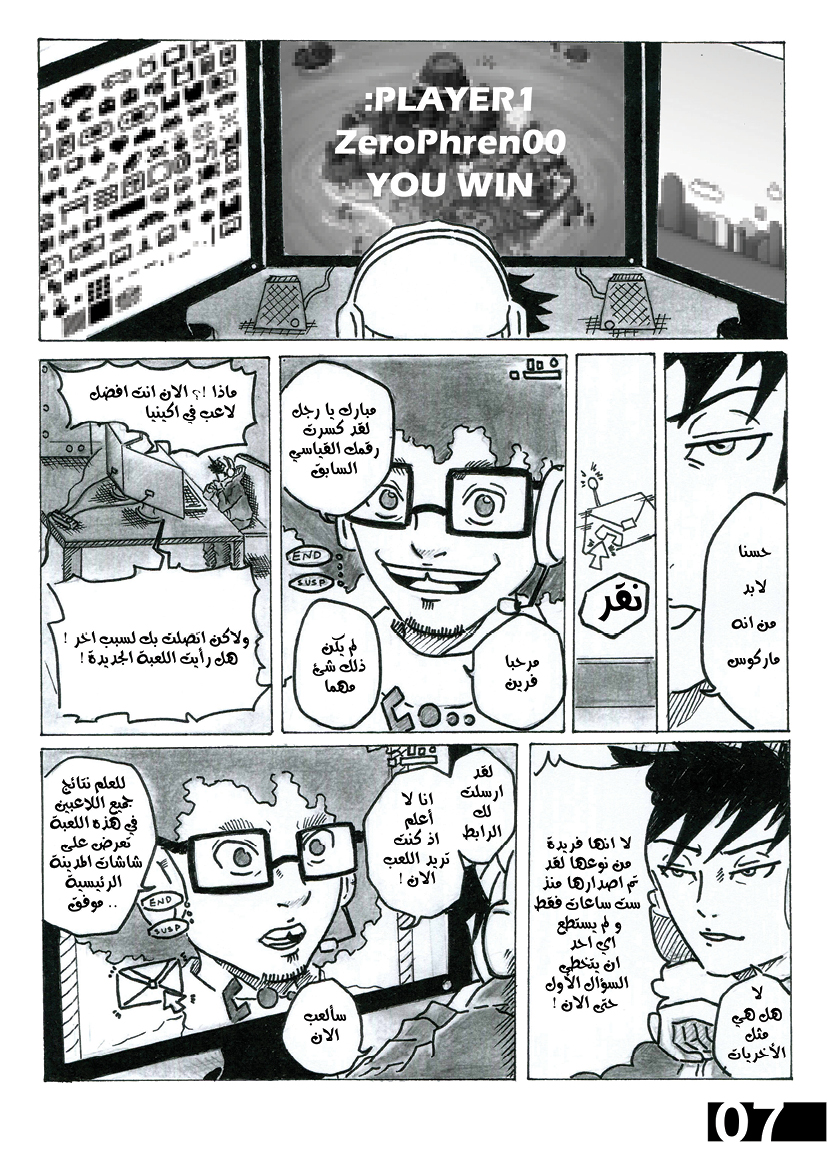 :PLAYER1
ZeroPhren00
YOU WIN
حسنا
لابد
من انه
ماركوس
نقر
مبارك يا رجل
لقد كسرت
رقمك القياسي
السابق
مرحبا
فرين
لم يكن
ذلك شئ
مهما
END
SUSP
ماذا !؟ الان انت افضل
لاعب في اكينيا
ولاكن اتصلت بك لسبب اخر !
هل رأيت اللعبة الجديدة !
لا
هل هي
مثل
الأخريات
لا انها فريدة
من نوعها لقد
تم اصدارها منذ
ست ساعات فقط
و لم يستطع
اي احد
ان يتخطي
السؤال الأول
حتى الان !
لقد
ارسلت
لك
الرابط
انا لا
أعلم
اذ كنت
تريد اللعب
الان !
للعلم نتائج
جميع اللاعبين
في هذه اللعبة
تعرض على
شاشات المدينة
الرئيسية
.. موفق
END
SUSP
سألعب
الان
07